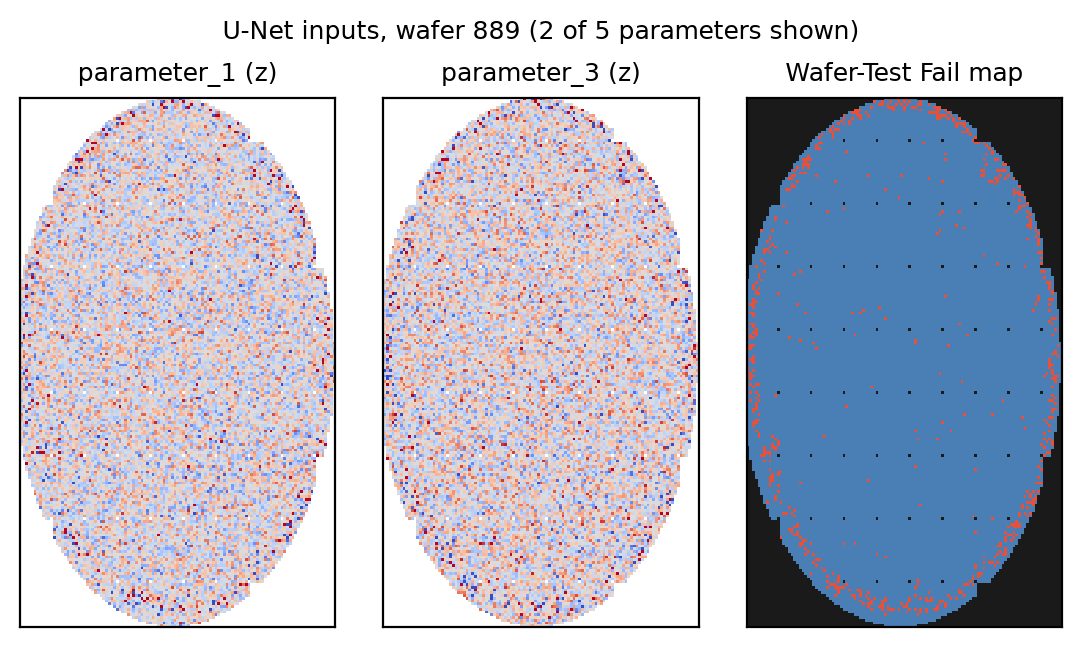 U-Net inputs, wafer 889 (2 of 5 parameters shown)
parameter_1 (z)
parameter_3 (z)
Wafer-Test Fail map